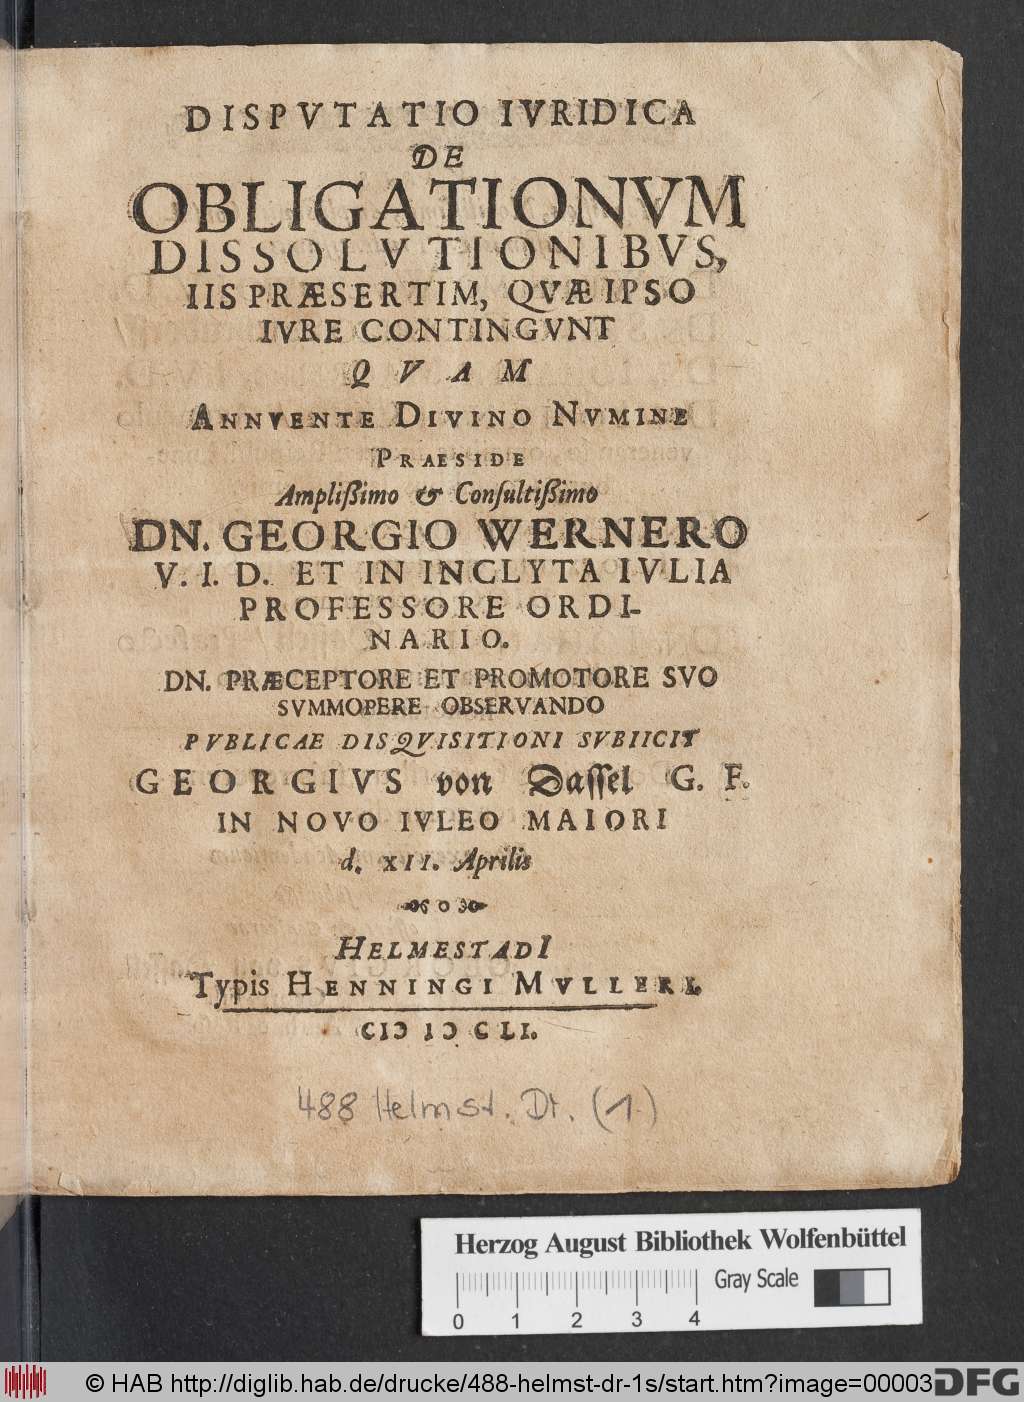 DISPVTATIO IVRIDICA
DE
OBLIGATIONVM
DISSOLVTIONIBVS,
IIS PRÆSERTIM, QVÆ IPSO
IVRE CONTINGVNT
QVAM
ANNVENTE DIVINO NVMINE
PRAESIDE
Ampliſſimo & Conſultiſſimo
DN. GEORGIO WERNERO
V. I. D. ET IN INCLYTA IVLIA
PROFESSORE ORDI-
NARIO.
DN. PRÆCEPTORE ET PROMOTORE SVO
SVMMOPERE OBSERVANDO
PVBLICAE DISQVISITIONI SVBIICIT
GEORGIVS von Daſſel G. F.
IN NOVO IVLEO MAIORI
d. XII. Aprilis
HELMESTADI
Typis HENNINGI MVLLERI.
CIↃ IↃ CLI.
488 Helmst. Dr. (1)
Herzog August Bibliothek Wolfenbüttel
Gray Scale
0 1 2 3 4
© HAB http://diglib.hab.de/drucke/488-helmst-dr-1s/start.htm?image=00003
DFG